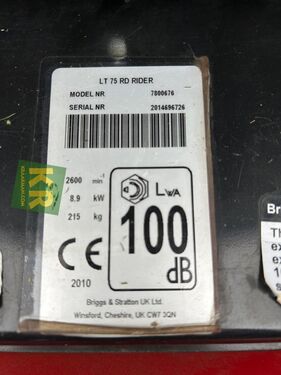 LT 75 RD RIDER
MODEL NR 7800676
SERIAL NR 2014696726
2600 min-1
8,9 kW
215 kg
LWA
100
dB
CE
2010
Briggs & Stratton UK Ltd.
Winsford, Cheshire, UK CW7 3QN
KR
Br
Th
ex
ex
10
s